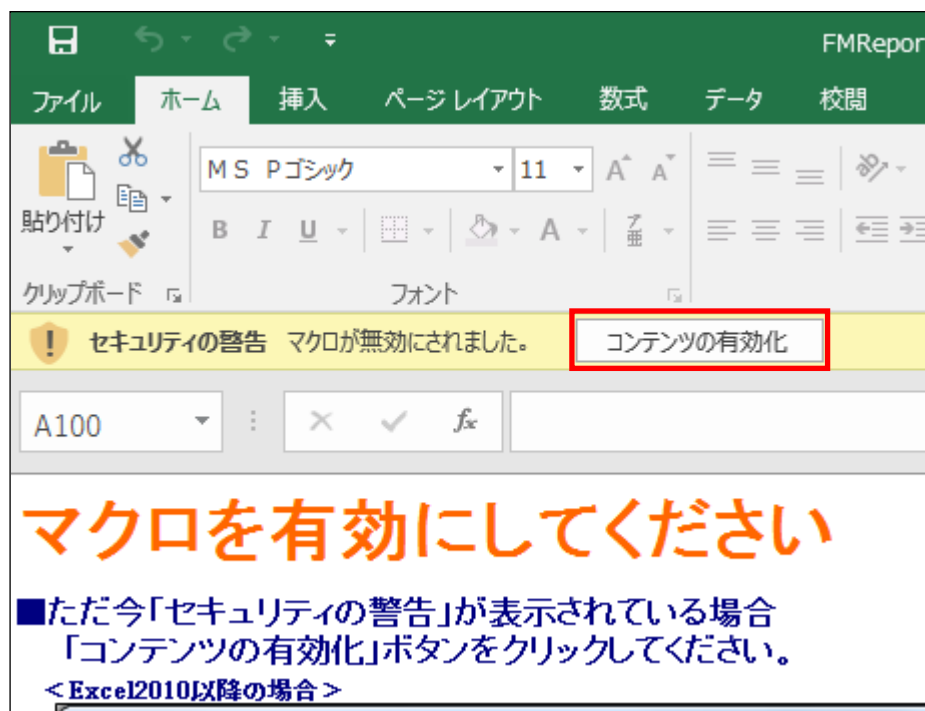 FMRepor
ファイル ホーム 挿入 ページ レイアウト 数式 データ 校閲
ＭＳ Ｐゴシック 11 A A
貼り付け B I U A ア亜
クリップボード フォント
セキュリティの警告 マクロが無効にされました。 コンテンツの有効化
A100 fx
マクロを有効にしてください
■ただ今「セキュリティの警告」が表示されている場合
「コンテンツの有効化」ボタンをクリックしてください。
＜Excel2010以降の場合＞